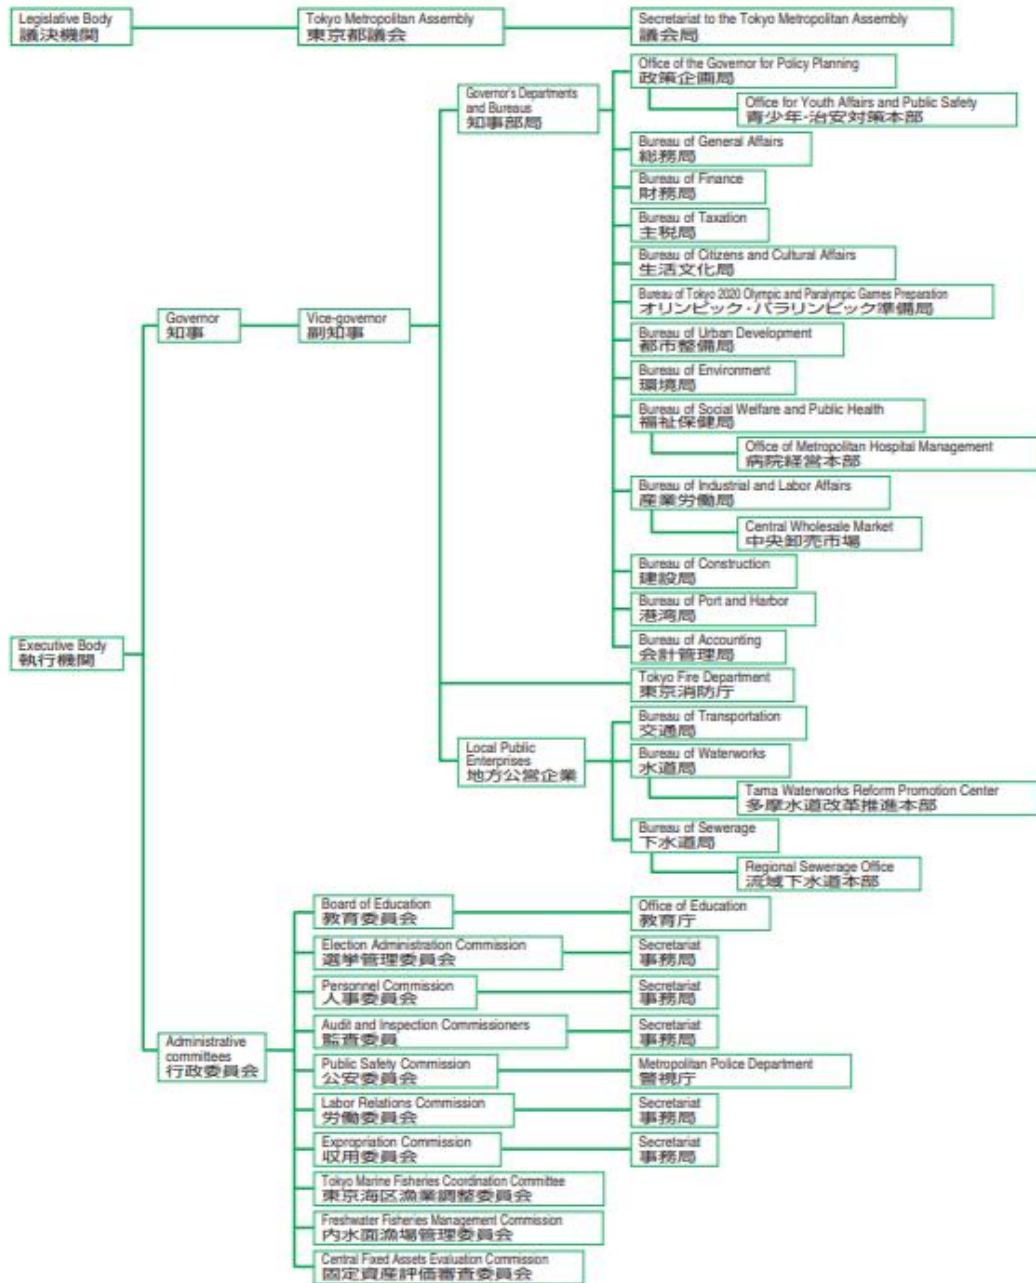 Legislative Body
議決機関
Tokyo Metropolitan Assembly
東京都議会
Secretariat to the Tokyo Metropolitan Assembly
議会局
Executive Body
執行機関
Governor
知事
Vice-governor
副知事
Governor's Departments
and Bureaus
知事部局
Office of the Governor for Policy Planning
政策企画局
Office for Youth Affairs and Public Safety
青少年・治安対策本部
Bureau of General Affairs
総務局
Bureau of Finance
財務局
Bureau of Taxation
主税局
Bureau of Citizens and Cultural Affairs
生活文化局
Bureau of Tokyo 2020 Olympic and Paralympic Games Preparation
オリンピック・パラリンピック準備局
Bureau of Urban Development
都市整備局
Bureau of Environment
環境局
Bureau of Social Welfare and Public Health
福祉保健局
Office of Metropolitan Hospital Management
病院経営本部
Bureau of Industrial and Labor Affairs
産業労働局
Central Wholesale Market
中央卸売市場
Bureau of Construction
建設局
Bureau of Port and Harbor
港湾局
Bureau of Accounting
会計管理局
Tokyo Fire Department
東京消防庁
Local Public
Enterprises
地方公営企業
Bureau of Transportation
交通局
Bureau of Waterworks
水道局
Tama Waterworks Reform Promotion Center
多摩水道改革推進本部
Bureau of Sewerage
下水道局
Regional Sewerage Office
流域下水道本部
Administrative
committees
行政委員会
Board of Education
教育委員会
Office of Education
教育庁
Election Administration Commission
選挙管理委員会
Secretariat
事務局
Personnel Commission
人事委員会
Secretariat
事務局
Audit and Inspection Commissioners
監査委員
Secretariat
事務局
Public Safety Commission
公安委員会
Metropolitan Police Department
警視庁
Labor Relations Commission
労働委員会
Secretariat
事務局
Expropriation Commission
収用委員会
Secretariat
事務局
Tokyo Marine Fisheries Coordination Committee
東京海区漁業調整委員会
Freshwater Fisheries Management Commission
内水面漁場管理委員会
Central Fixed Assets Evaluation Commission
固定資産評価審査委員会